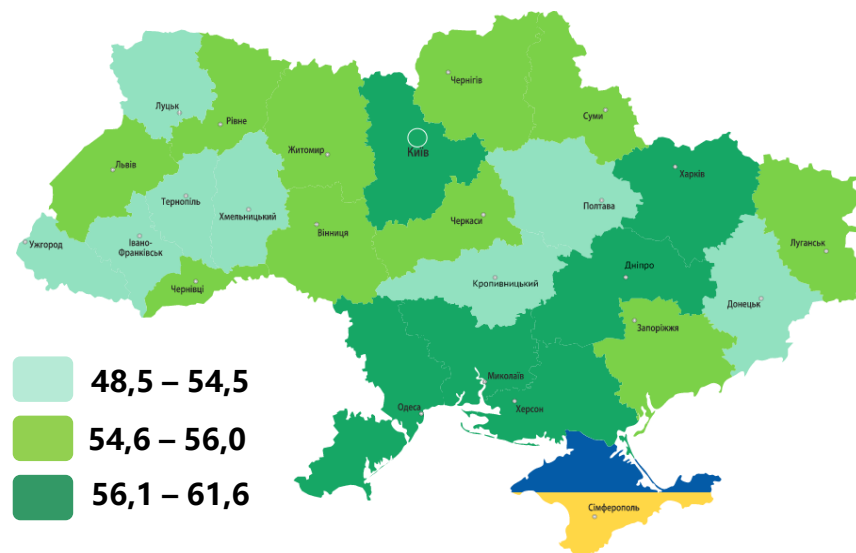 Чернігів
Луцьк
Рівне
Суми
Житомир
Київ
Львів
Харків
Тернопіль
Хмельницький
Полтава
Черкаси
Вінниця
Ужгород
Івано-
Франківськ
Луганськ
Дніпро
Чернівці
Кропивницький
Донецьк
Запоріжжя
Миколаїв
Одеса
Херсон
Сімферополь
48,5 – 54,5
54,6 – 56,0
56,1 – 61,6